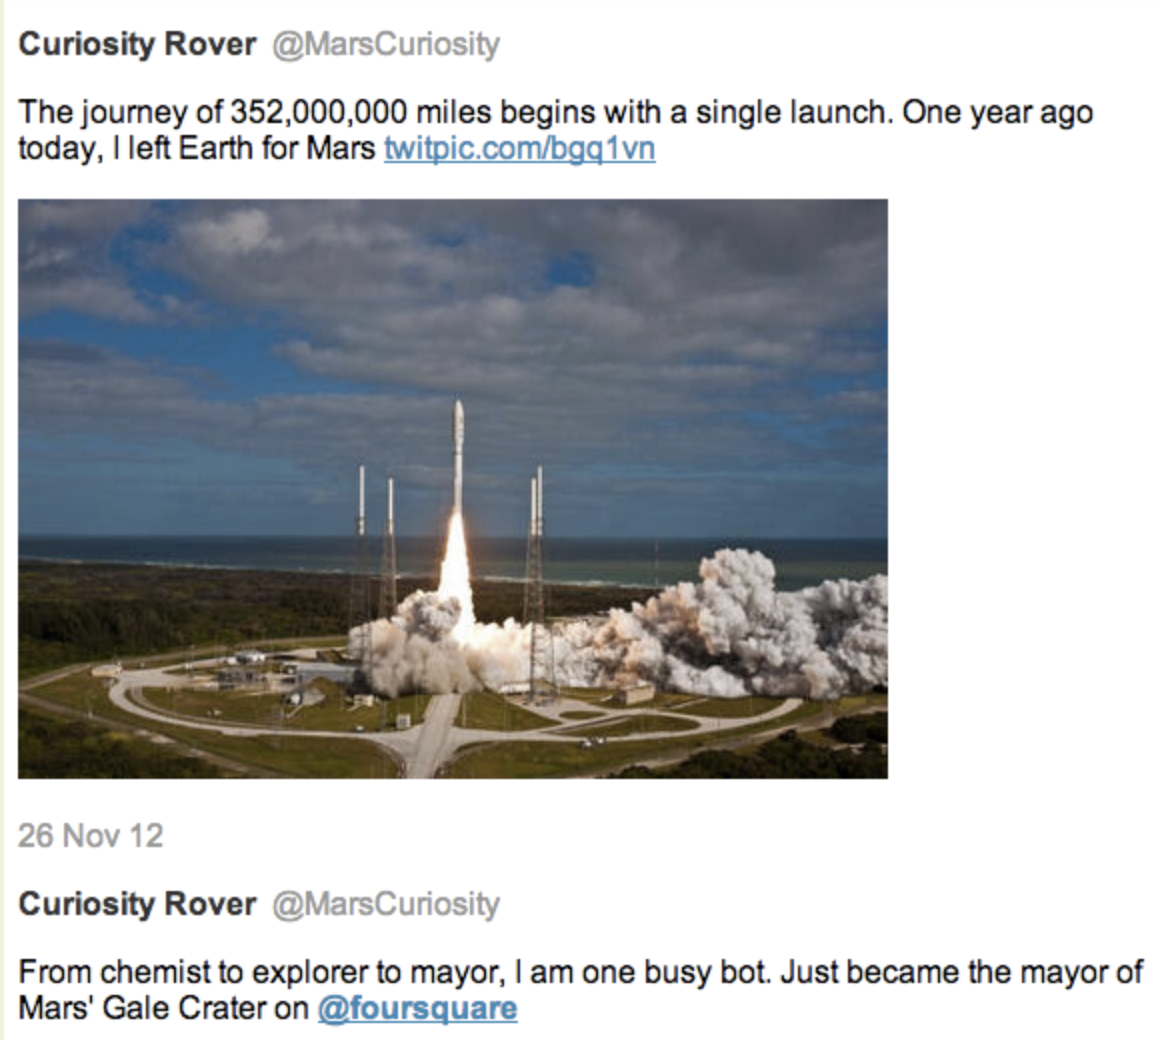 Curiosity Rover @MarsCuriosity
The journey of 352,000,000 miles begins with a single launch. One year ago
today, I left Earth for Mars twitpic.com/bgq1vn
26 Nov 12
Curiosity Rover @MarsCuriosity
From chemist to explorer to mayor, I am one busy bot. Just became the mayor of
Mars' Gale Crater on @foursquare